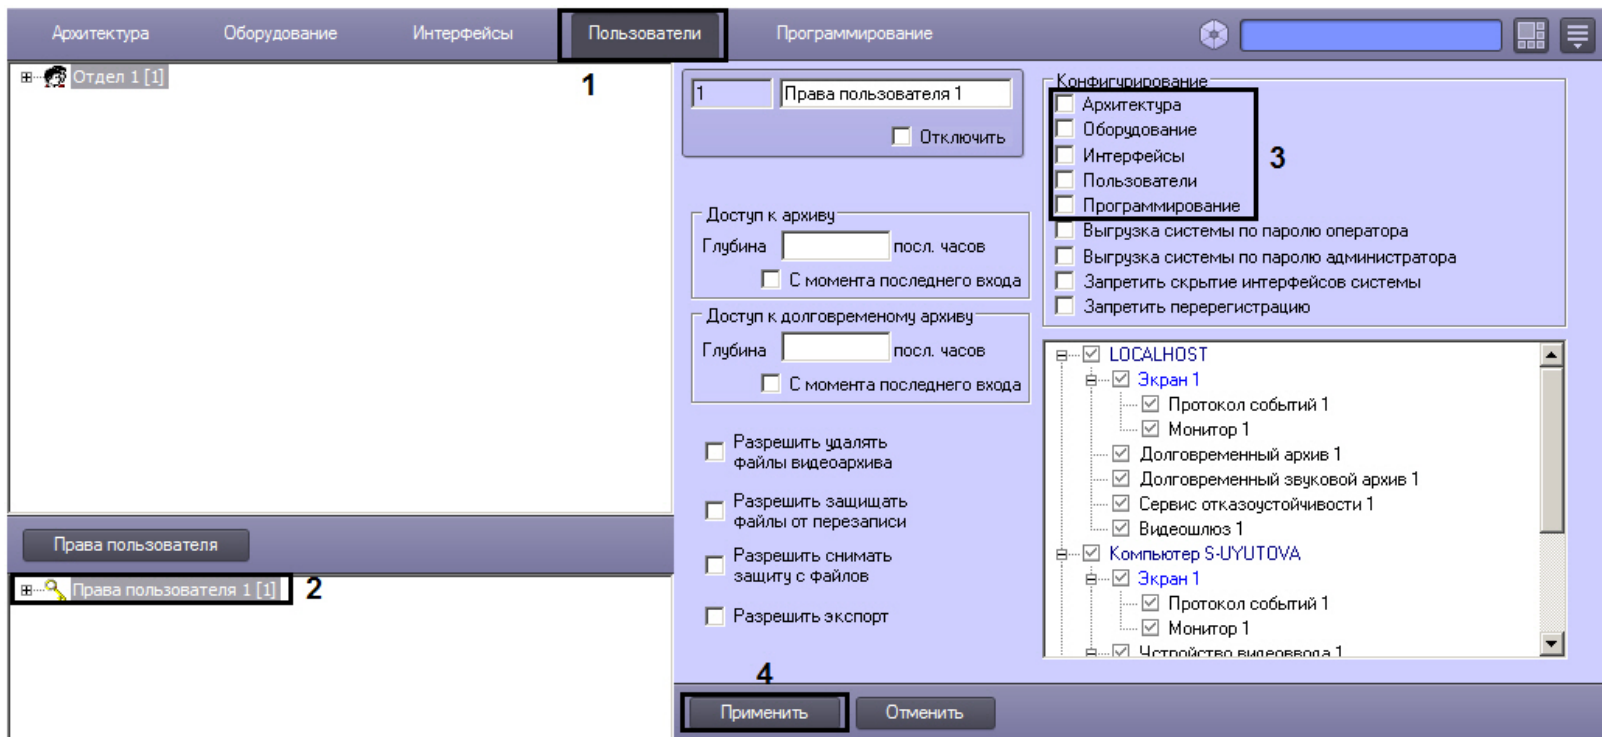 Архитектура
Оборудование
Интерфейсы
Пользователи
Программирование
1
Отдел 1 [1]
Права пользователя
Права пользователя 1 [1]
2
1
Права пользователя 1
Отключить
Доступ к архиву
Глубина
посл. часов
С момента последнего входа
Доступ к долговременому архиву
Глубина
посл. часов
С момента последнего входа
Разрешить удалять
файлы видеоархива
Разрешить защищать
файлы от перезаписи
Разрешить снимать
защиту с файлов
Разрешить экспорт
Конфигурирование
Архитектура
Оборудование
Интерфейсы
Пользователи
Программирование
3
Выгрузка системы по паролю оператора
Выгрузка системы по паролю администратора
Запретить скрытие интерфейсов системы
Запретить перерегистрацию
LOCALHOST
Экран 1
Протокол событий 1
Монитор 1
Долговременный архив 1
Долговременный звуковой архив 1
Сервис отказоустойчивости 1
Видеошлюз 1
Компьютер S-UYUTOVA
Экран 1
Протокол событий 1
Монитор 1
Устройство видеоввода 1
4
Применить
Отменить